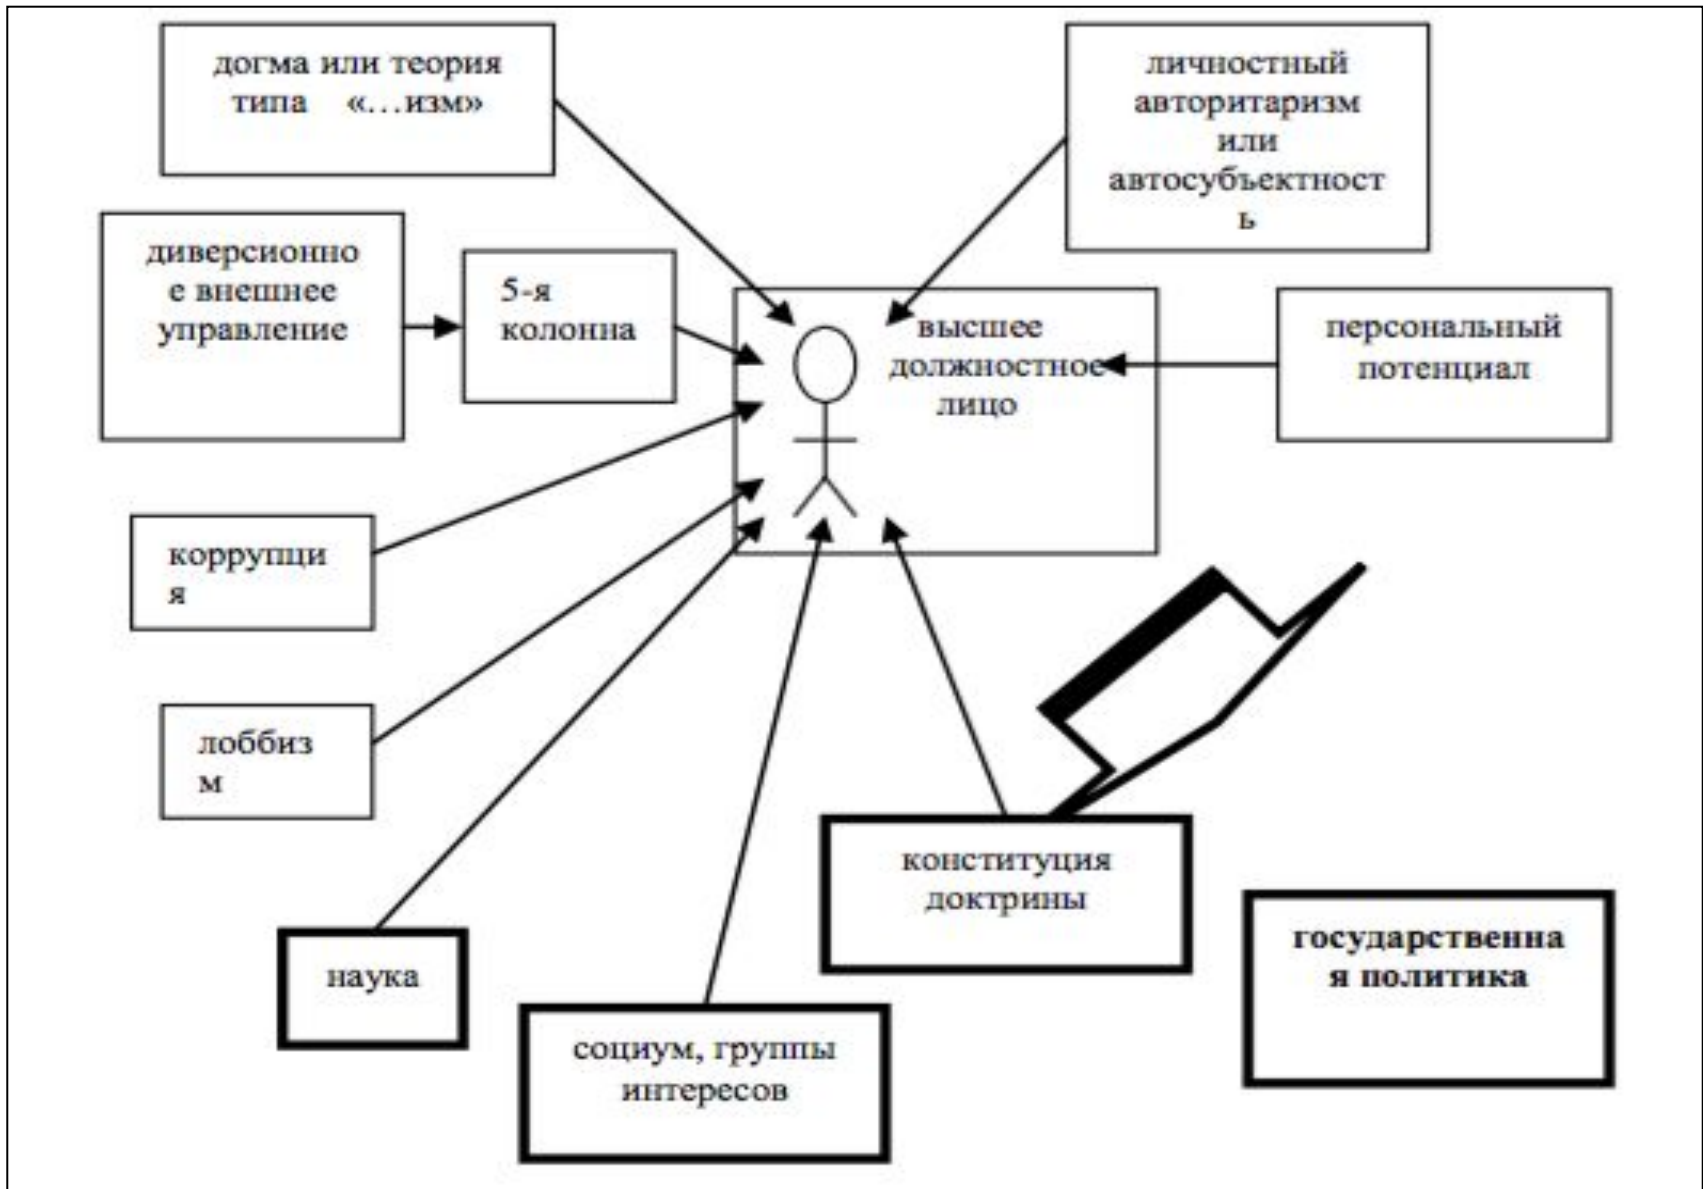 догма или теория
типа «…изм»
личностный
авторитаризм
или
автосубъектност
ь
диверсионно
е внешнее
управление
5-я
колонна
высшее
должностное
лицо
персональный
потенциал
коррупци
я
лоббиз
м
конституция
доктрины
государственна
я политика
наука
социум, группы
интересов